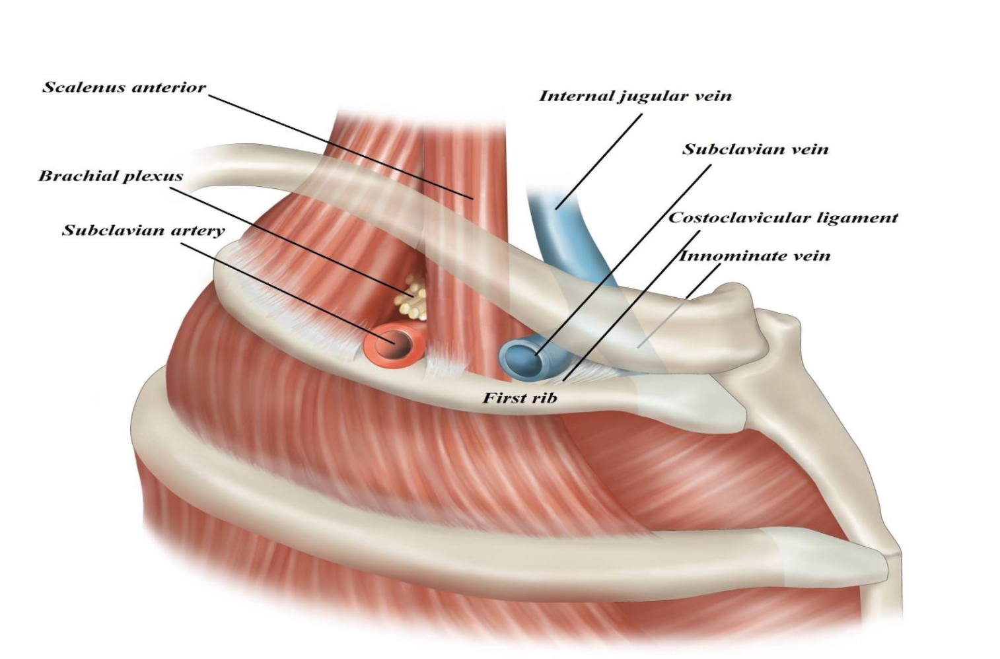 Scalenus anterior
Internal jugular vein
Subclavian vein
Brachial plexus
Costoclavicular ligament
Subclavian artery
Innominate vein
First rib